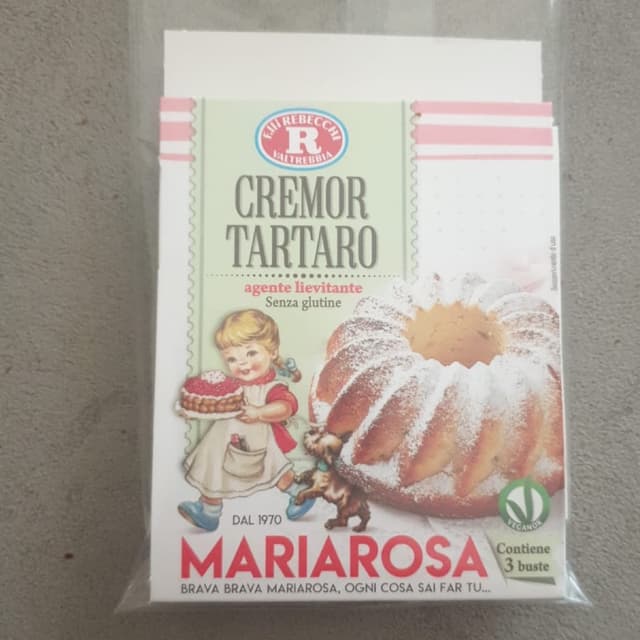 F.lli REBECCHI
R
VALTREBBIA
CREMOR
TARTARO
agente lievitante
Senza glutine
DAL 1970
MARIAROSA
BRAVA BRAVA MARIAROSA, OGNI COSA SAI FAR TU...
VEGANOK
Contiene
3 buste